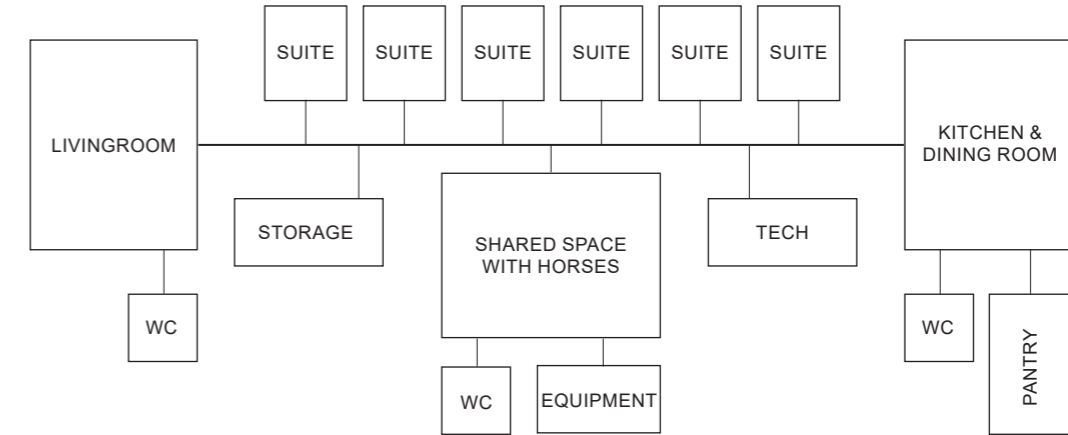 SUITE
SUITE
SUITE
SUITE
SUITE
SUITE
LIVINGROOM
KITCHEN &
DINING ROOM
STORAGE
SHARED SPACE
WITH HORSES
TECH
WC
WC
PANTRY
WC
EQUIPMENT